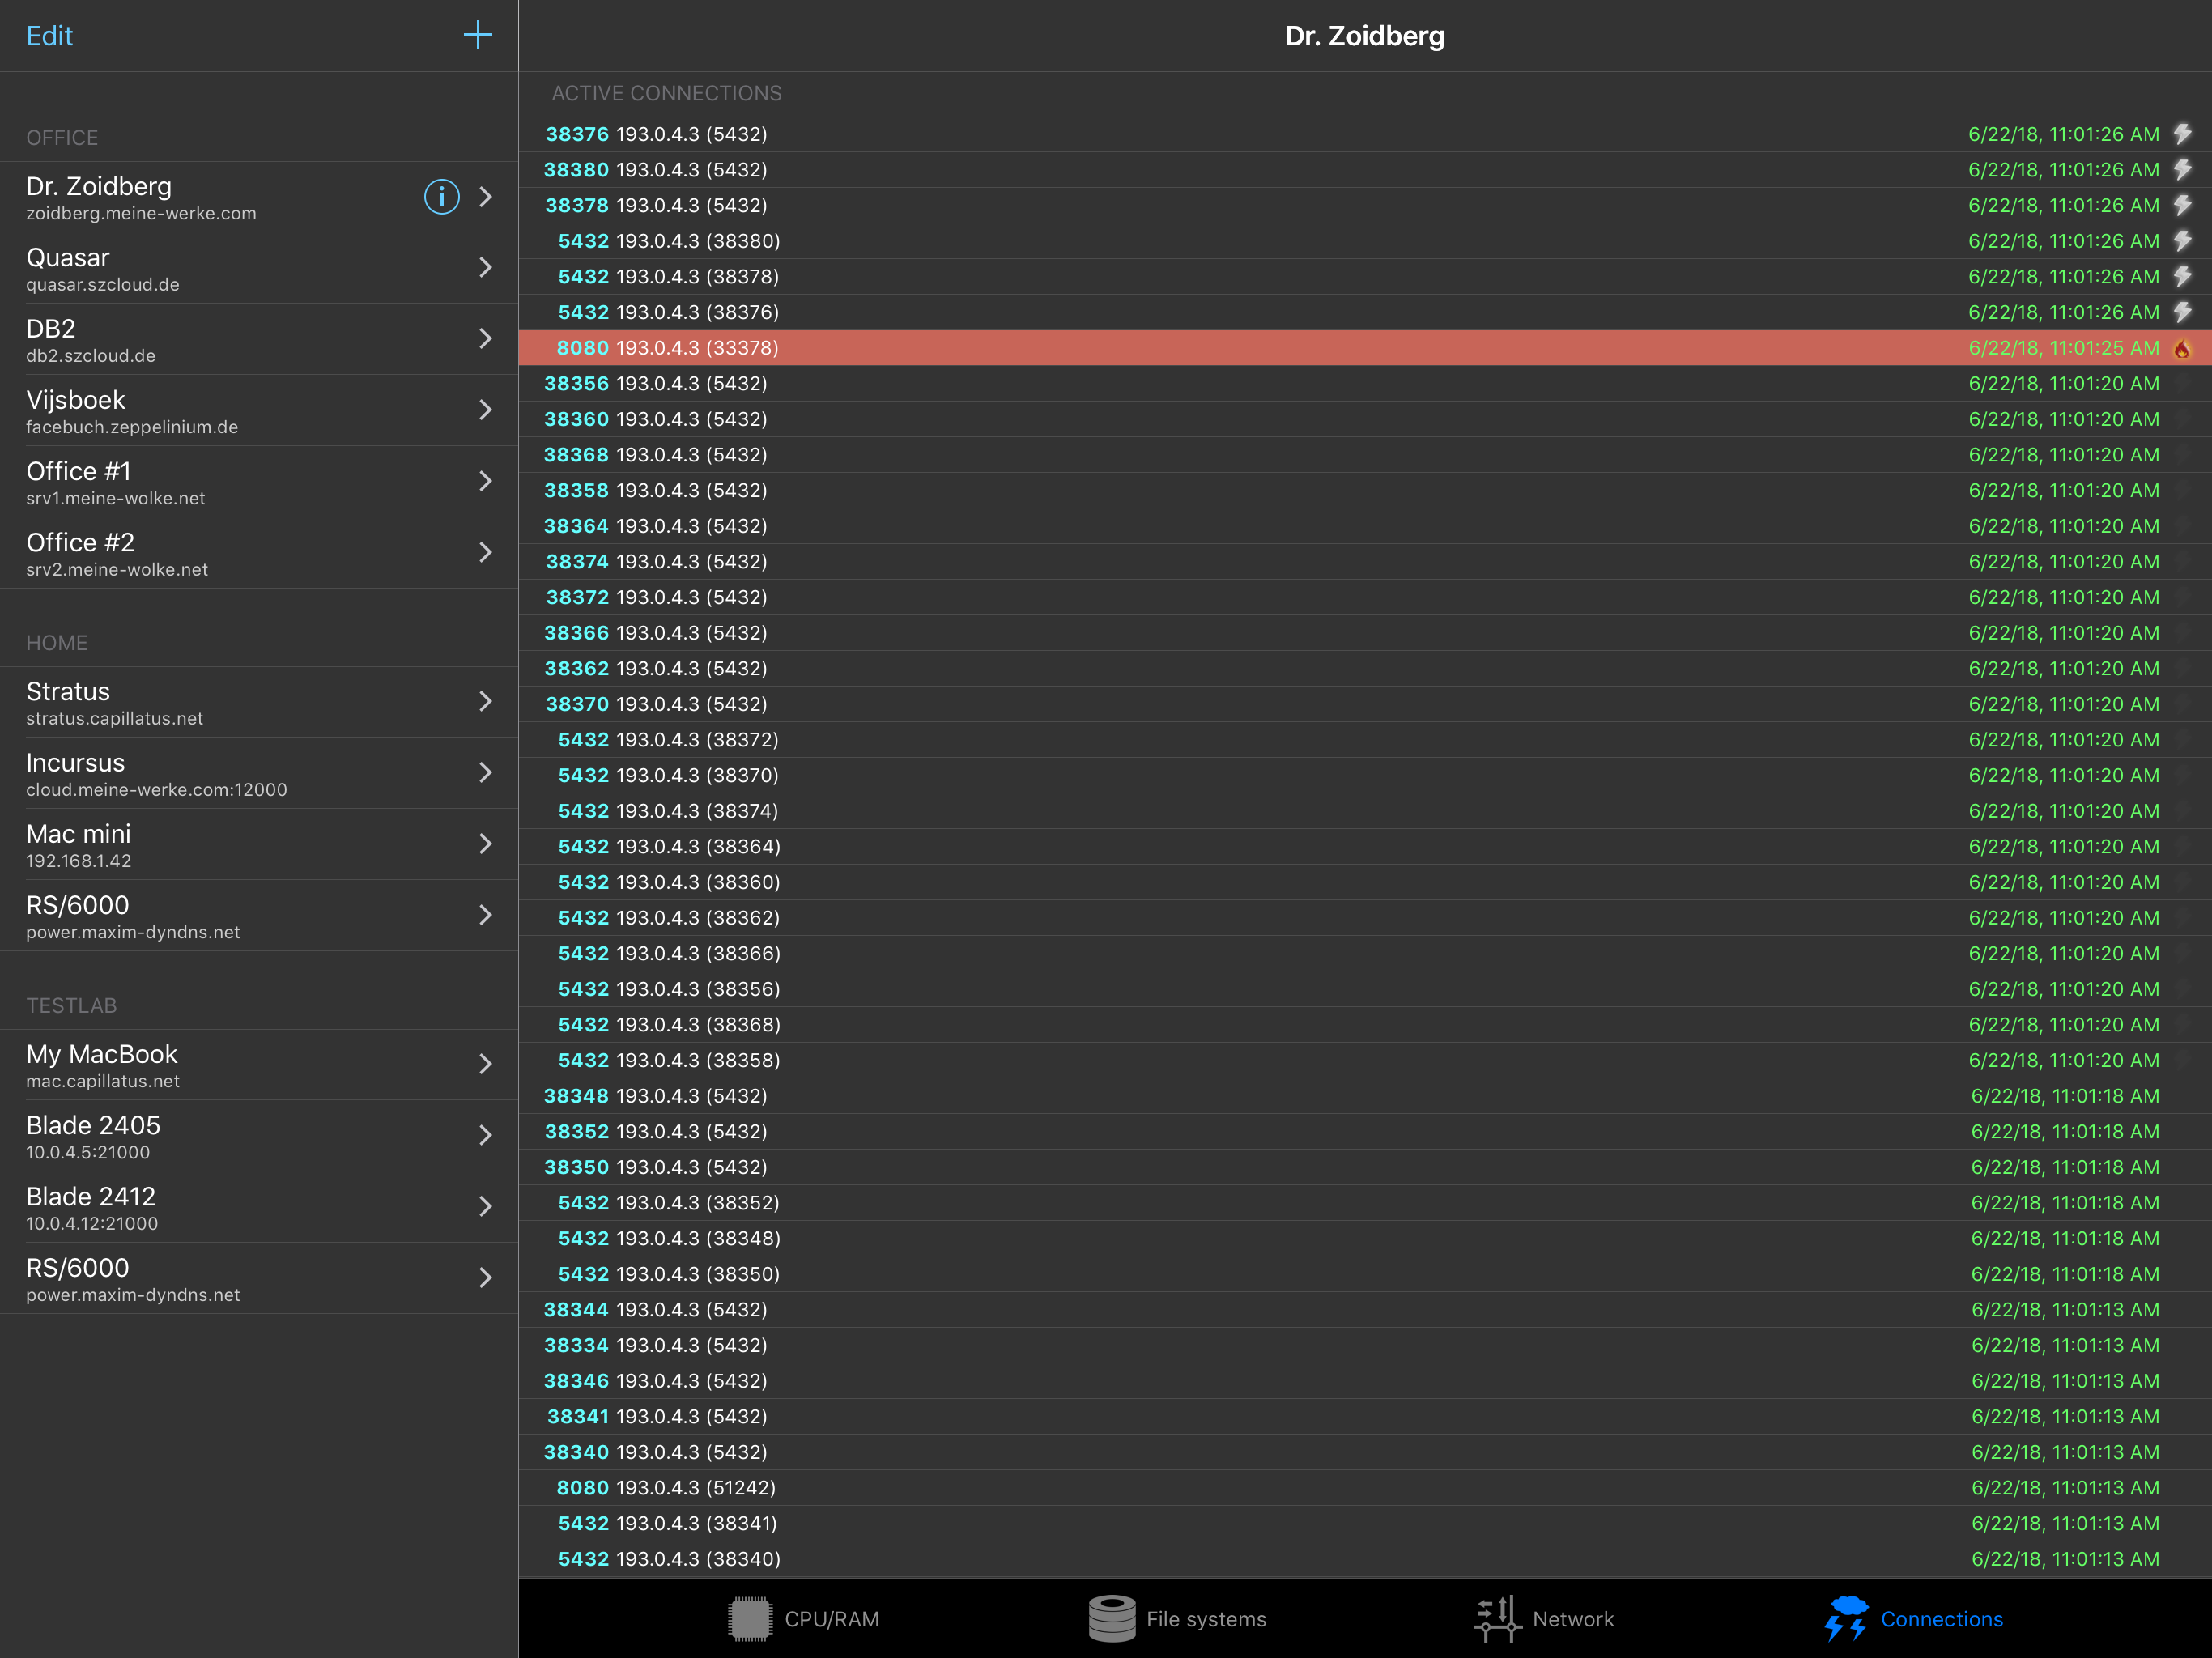 Edit
Dr. Zoidberg
OFFICE
Dr. Zoidberg
zoidberg.meine-werke.com
Quasar
quasar.szcloud.de
DB2
db2.szcloud.de
Vijsboek
facebuch.zeppelinium.de
Office #1
srv1.meine-wolke.net
Office #2
srv2.meine-wolke.net
HOME
Stratus
stratus.capillatus.net
Incursus
cloud.meine-werke.com:12000
Mac mini
192.168.1.42
RS/6000
power.maxim-dyndns.net
TESTLAB
My MacBook
mac.capillatus.net
Blade 2405
10.0.4.5:21000
Blade 2412
10.0.4.12:21000
RS/6000
power.maxim-dyndns.net
ACTIVE CONNECTIONS
38376 193.0.4.3 (5432) 6/22/18, 11:01:26 AM
38380 193.0.4.3 (5432) 6/22/18, 11:01:26 AM
38378 193.0.4.3 (5432) 6/22/18, 11:01:26 AM
5432 193.0.4.3 (38380) 6/22/18, 11:01:26 AM
5432 193.0.4.3 (38378) 6/22/18, 11:01:26 AM
5432 193.0.4.3 (38376) 6/22/18, 11:01:26 AM
8080 193.0.4.3 (33378) 6/22/18, 11:01:25 AM
38356 193.0.4.3 (5432) 6/22/18, 11:01:20 AM
38360 193.0.4.3 (5432) 6/22/18, 11:01:20 AM
38368 193.0.4.3 (5432) 6/22/18, 11:01:20 AM
38358 193.0.4.3 (5432) 6/22/18, 11:01:20 AM
38364 193.0.4.3 (5432) 6/22/18, 11:01:20 AM
38374 193.0.4.3 (5432) 6/22/18, 11:01:20 AM
38372 193.0.4.3 (5432) 6/22/18, 11:01:20 AM
38366 193.0.4.3 (5432) 6/22/18, 11:01:20 AM
38362 193.0.4.3 (5432) 6/22/18, 11:01:20 AM
38370 193.0.4.3 (5432) 6/22/18, 11:01:20 AM
5432 193.0.4.3 (38372) 6/22/18, 11:01:20 AM
5432 193.0.4.3 (38370) 6/22/18, 11:01:20 AM
5432 193.0.4.3 (38374) 6/22/18, 11:01:20 AM
5432 193.0.4.3 (38364) 6/22/18, 11:01:20 AM
5432 193.0.4.3 (38360) 6/22/18, 11:01:20 AM
5432 193.0.4.3 (38362) 6/22/18, 11:01:20 AM
5432 193.0.4.3 (38366) 6/22/18, 11:01:20 AM
5432 193.0.4.3 (38356) 6/22/18, 11:01:20 AM
5432 193.0.4.3 (38368) 6/22/18, 11:01:20 AM
5432 193.0.4.3 (38358) 6/22/18, 11:01:20 AM
38348 193.0.4.3 (5432) 6/22/18, 11:01:18 AM
38352 193.0.4.3 (5432) 6/22/18, 11:01:18 AM
38350 193.0.4.3 (5432) 6/22/18, 11:01:18 AM
5432 193.0.4.3 (38352) 6/22/18, 11:01:18 AM
5432 193.0.4.3 (38348) 6/22/18, 11:01:18 AM
5432 193.0.4.3 (38350) 6/22/18, 11:01:18 AM
38344 193.0.4.3 (5432) 6/22/18, 11:01:13 AM
38334 193.0.4.3 (5432) 6/22/18, 11:01:13 AM
38346 193.0.4.3 (5432) 6/22/18, 11:01:13 AM
38341 193.0.4.3 (5432) 6/22/18, 11:01:13 AM
38340 193.0.4.3 (5432) 6/22/18, 11:01:13 AM
8080 193.0.4.3 (51242) 6/22/18, 11:01:13 AM
5432 193.0.4.3 (38341) 6/22/18, 11:01:13 AM
5432 193.0.4.3 (38340) 6/22/18, 11:01:13 AM
CPU/RAM
File systems
Network
Connections